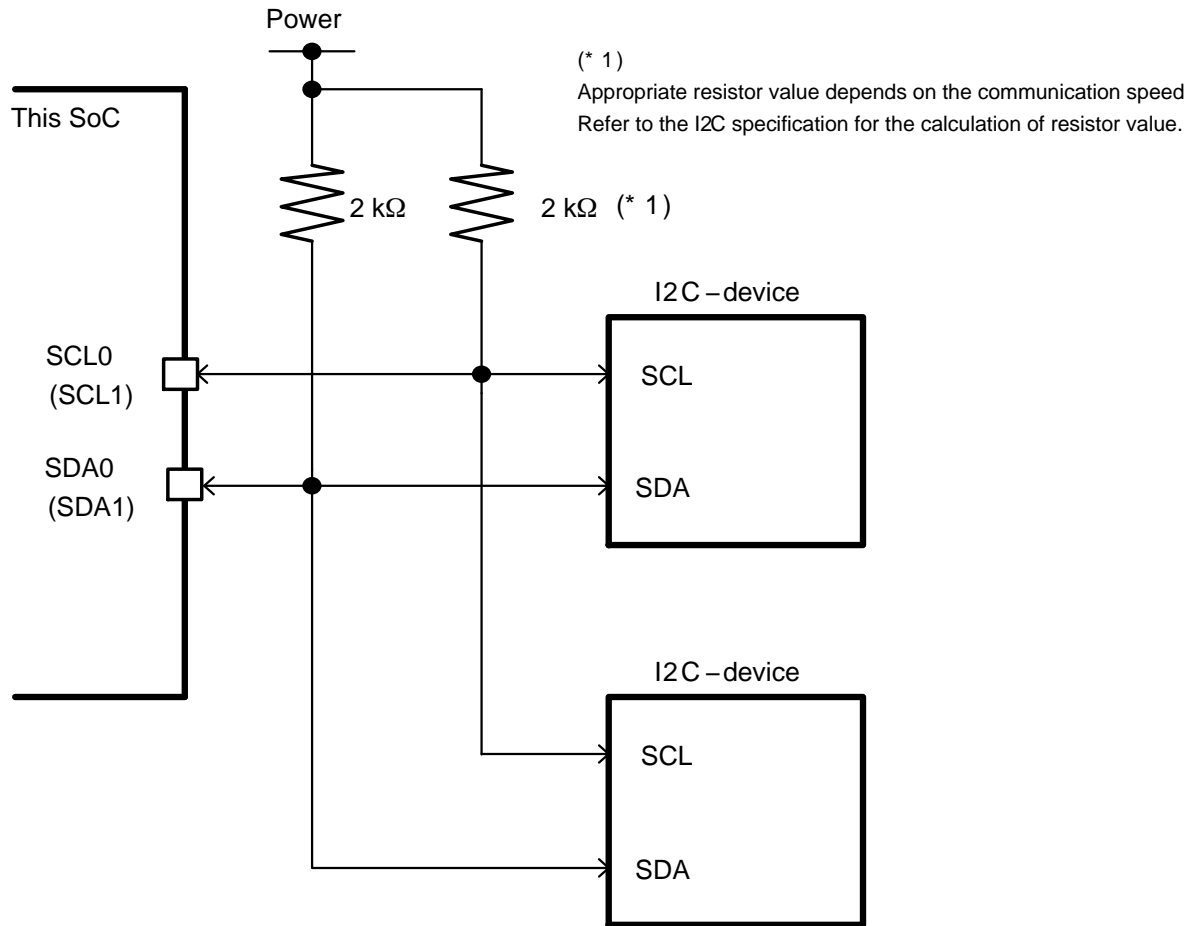 Power
(* 1)
Appropriate resistor value depends on the communication speed
Refer to the I2C specification for the calculation of resistor value.
This SoC
2 kΩ
2 kΩ (* 1)
I2C–device
SCL0
(SCL1)
SCL
SDA0
(SDA1)
SDA
I2C–device
SCL
SDA